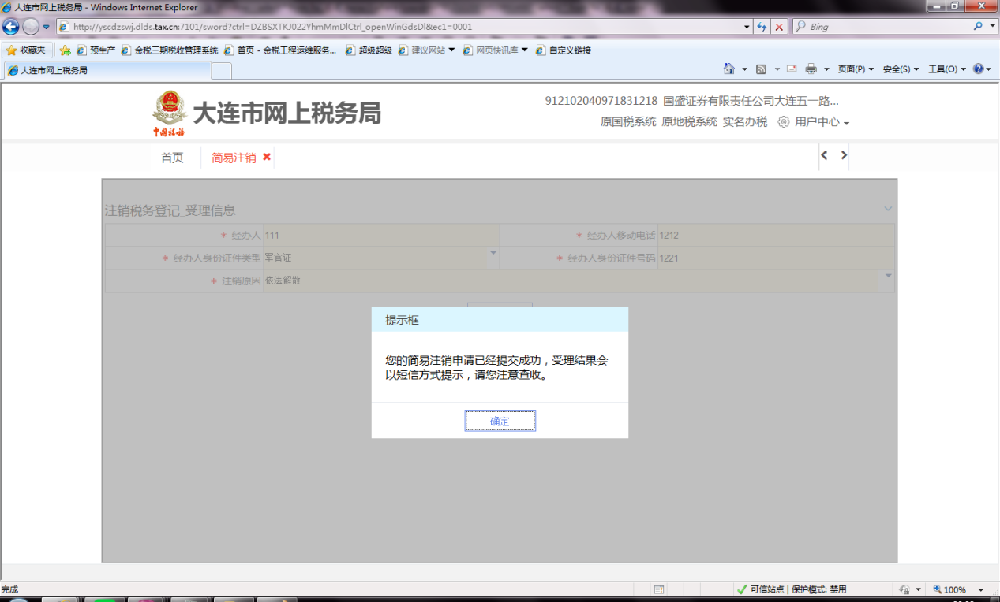 大连市网上税务局 - Windows Internet Explorer
http://yscdzswj.dlds.tax.cn:7101/sword?ctrl=DZBSXTKJ022YhmMmDlCtrl_openWinGdsDl&ec1=0001
Bing
收藏夹 预生产 金税三期税收管理系统 首页 - 金税工程运维服务... 超级超级 建议网站 网页快讯库 自定义链接
大连市网上税务局
页面(P) 安全(S) 工具(O)
中国税务
大连市网上税务局
912102040971831218 国盛证券有限责任公司大连五一路...
原国税系统 原地税系统 实名办税 用户中心
首页 简易注销
注销税务登记_受理信息
* 经办人 111 * 经办人移动电话 1212
* 经办人身份证件类型 军官证 * 经办人身份证件号码 1221
* 注销原因 依法解散
提示框
您的简易注销申请已经提交成功，受理结果会
以短信方式提示，请您注意查收。
确定
完成 可信站点 | 保护模式: 禁用 100%